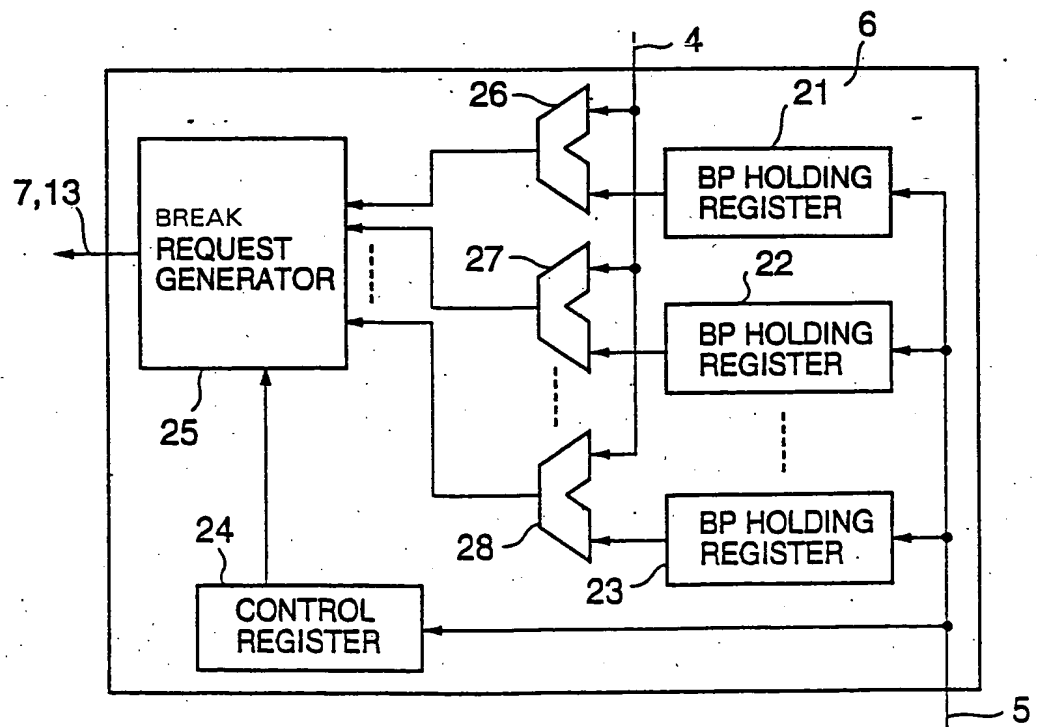 6
4
26
21
BP HOLDING
REGISTER
7,13
BREAK
REQUEST
GENERATOR
27
22
BP HOLDING
REGISTER
25
24
28
BP HOLDING
REGISTER
23
CONTROL
REGISTER
5